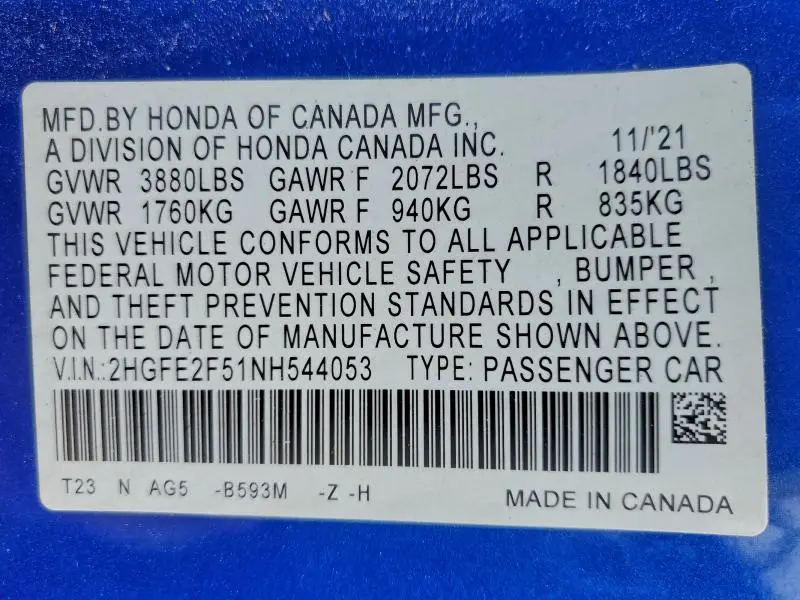 MFD.BY HONDA OF CANADA MFG.,
A DIVISION OF HONDA CANADA INC. 11/'21
GVWR 3880LBS GAWR F 2072LBS R 1840LBS
GVWR 1760KG GAWR F 940KG R 835KG
THIS VEHICLE CONFORMS TO ALL APPLICABLE
FEDERAL MOTOR VEHICLE SAFETY , BUMPER ,
AND THEFT PREVENTION STANDARDS IN EFFECT
ON THE DATE OF MANUFACTURE SHOWN ABOVE.
V.I.N.:2HGFE2F51NH544053 TYPE: PASSENGER CAR
T23 N AG5 -B593M -Z -H
MADE IN CANADA